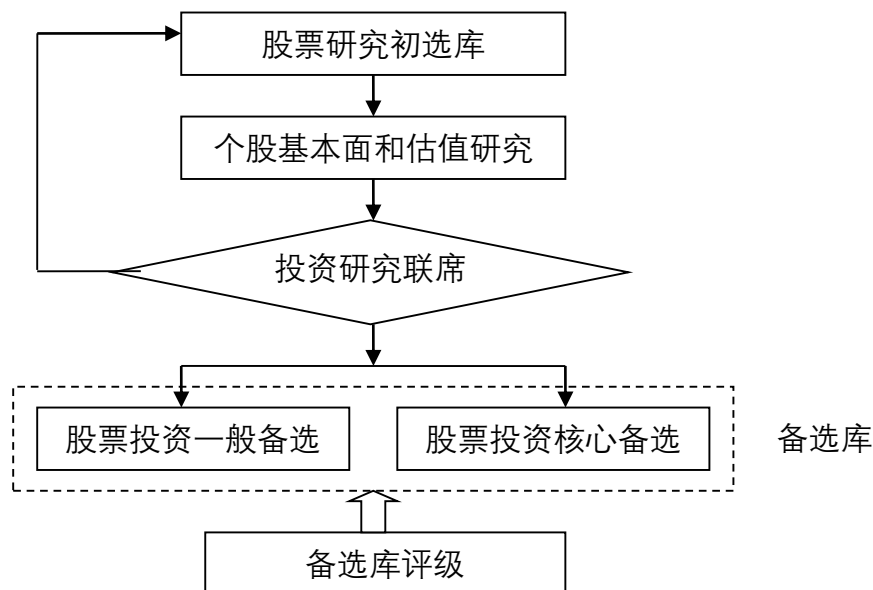 股票研究初选库
个股基本面和估值研究
投资研究联席
股票投资一般备选
股票投资核心备选
备选库
备选库评级